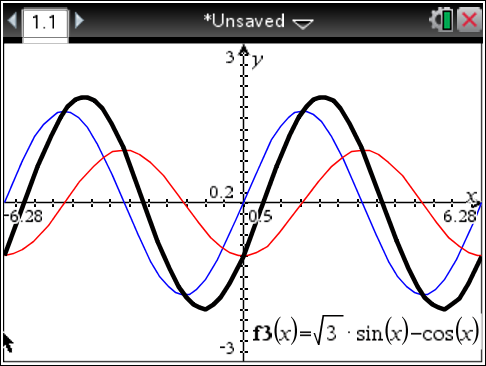 1.1
*Unsaved
3
y
0.2
x
-6.28
0.5
6.28
f3(x)=√3 ·sin(x)−cos(x)
-3